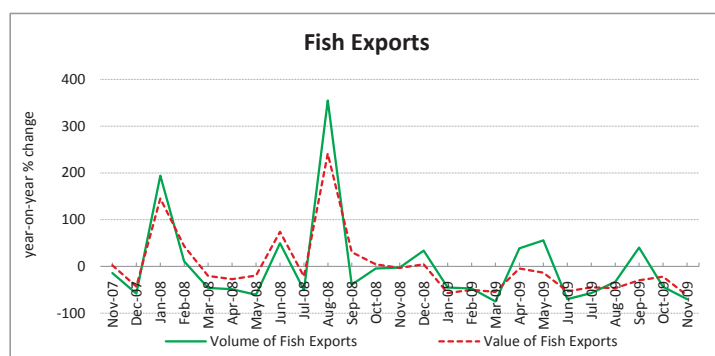 Fish Exports
year-on-year % change
400
300
200
100
0
-100
Nov-07
Dec-07
Jan-08
Feb-08
Mar-08
Apr-08
May-08
Jun-08
Jul-08
Aug-08
Sep-08
Oct-08
Nov-08
Dec-08
Jan-09
Feb-09
Mar-09
Apr-09
May-09
Jun-09
Jul-09
Aug-09
Sep-09
Oct-09
Nov-09
Volume of Fish Exports
Value of Fish Exports